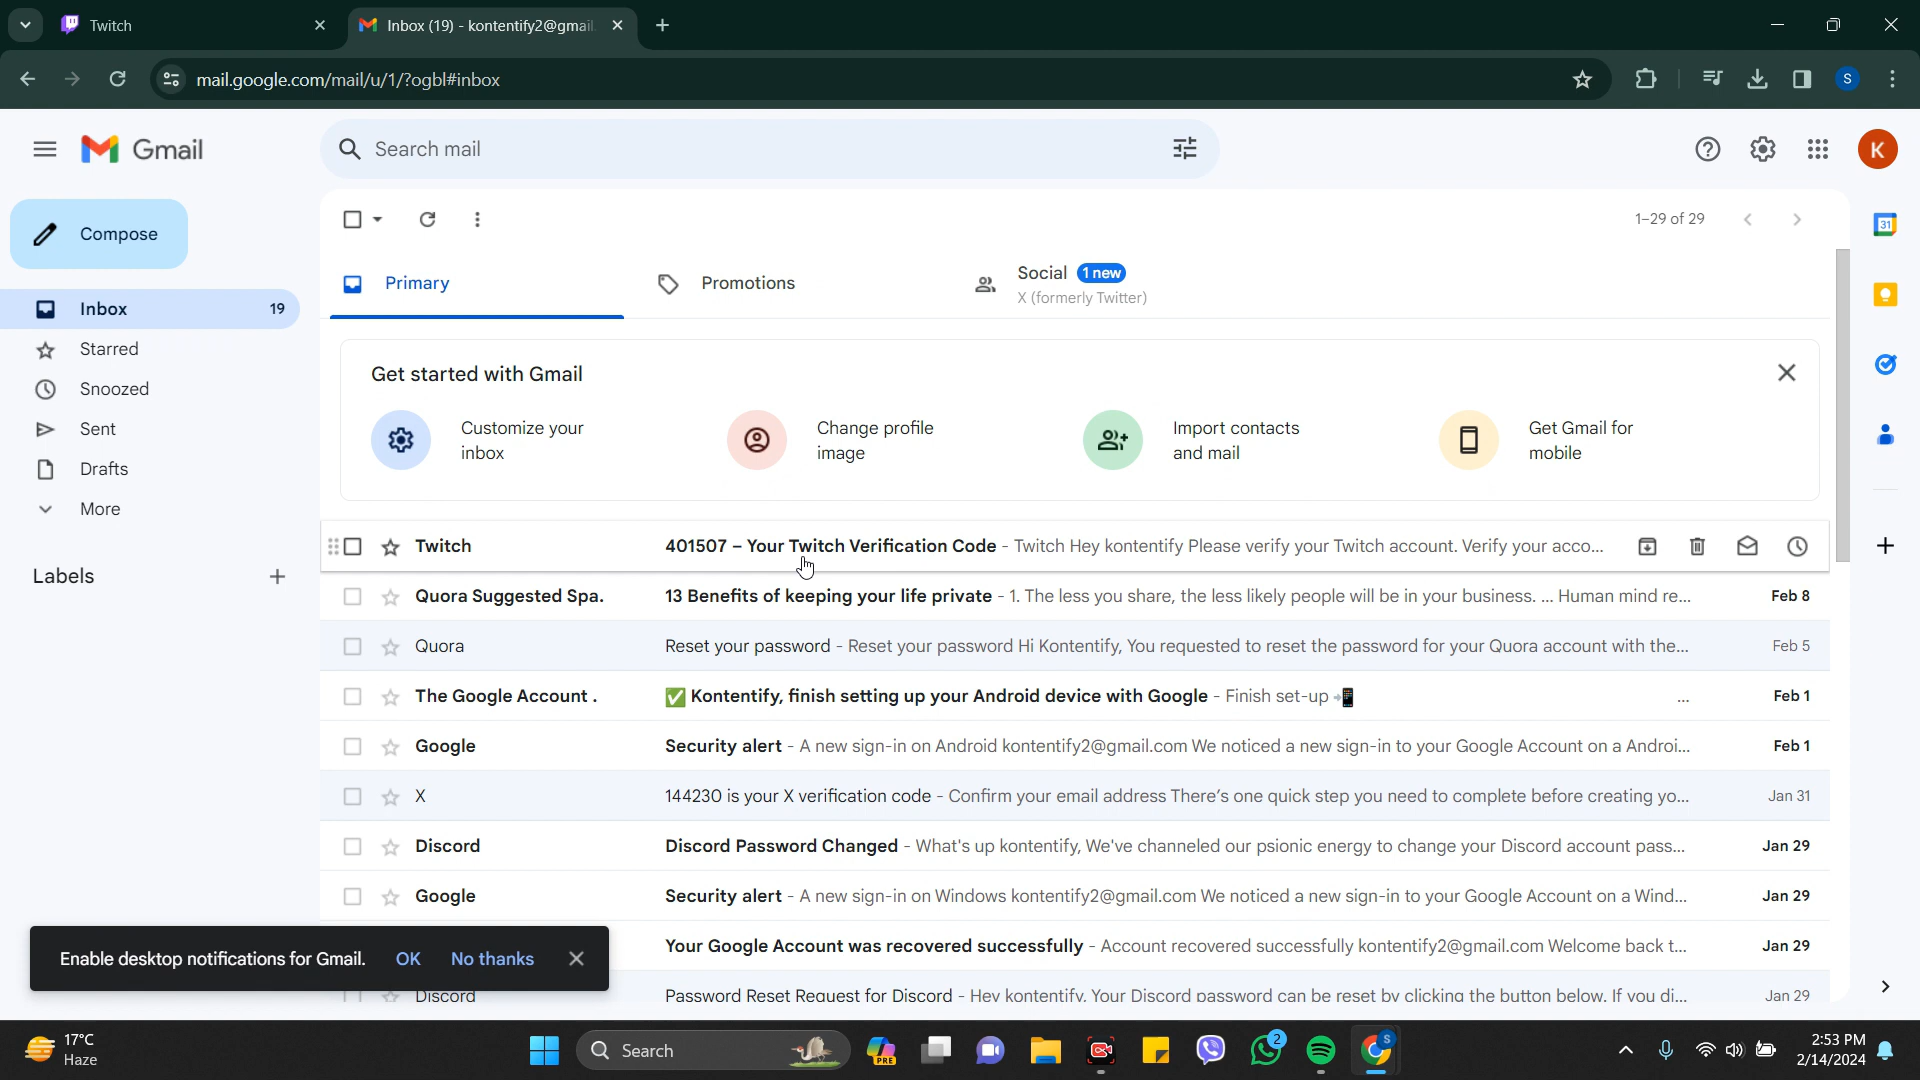 Twitch
Inbox (19) - kontentify2@gmail.
mail.google.com/mail/u/1/?ogbl#inbox
S
Gmail
Search mail
K
Compose
1–29 of 29
31
Primary
Promotions
Social 1 new
X (formerly Twitter)
Inbox 19
Starred
Snoozed
Sent
Drafts
More
Labels
Get started with Gmail
Customize your
inbox
Change profile
image
Import contacts
and mail
Get Gmail for
mobile
Twitch 401507 – Your Twitch Verification Code - Twitch Hey kontentify Please verify your Twitch account. Verify your acco...
Quora Suggested Spa. 13 Benefits of keeping your life private - 1. The less you share, the less likely people will be in your business. ... Human mind re... Feb 8
Quora Reset your password - Reset your password Hi Kontentify, You requested to reset the password for your Quora account with the... Feb 5
The Google Account . ✅ Kontentify, finish setting up your Android device with Google - Finish set-up 📲 ... Feb 1
Google Security alert - A new sign-in on Android kontentify2@gmail.com We noticed a new sign-in to your Google Account on a Androi... Feb 1
X 144230 is your X verification code - Confirm your email address There's one quick step you need to complete before creating yo... Jan 31
Discord Discord Password Changed - What's up kontentify, We've channeled our psionic energy to change your Discord account pass... Jan 29
Google Security alert - A new sign-in on Windows kontentify2@gmail.com We noticed a new sign-in to your Google Account on a Wind... Jan 29
Your Google Account was recovered successfully - Account recovered successfully kontentify2@gmail.com Welcome back t... Jan 29
Discord Password Reset Request for Discord - Hey kontentify, Your Discord password can be reset by clicking the button below. If you di... Jan 29
Enable desktop notifications for Gmail. OK No thanks
17°C
Haze
Search
PRE
2
S
2:53 PM
2/14/2024